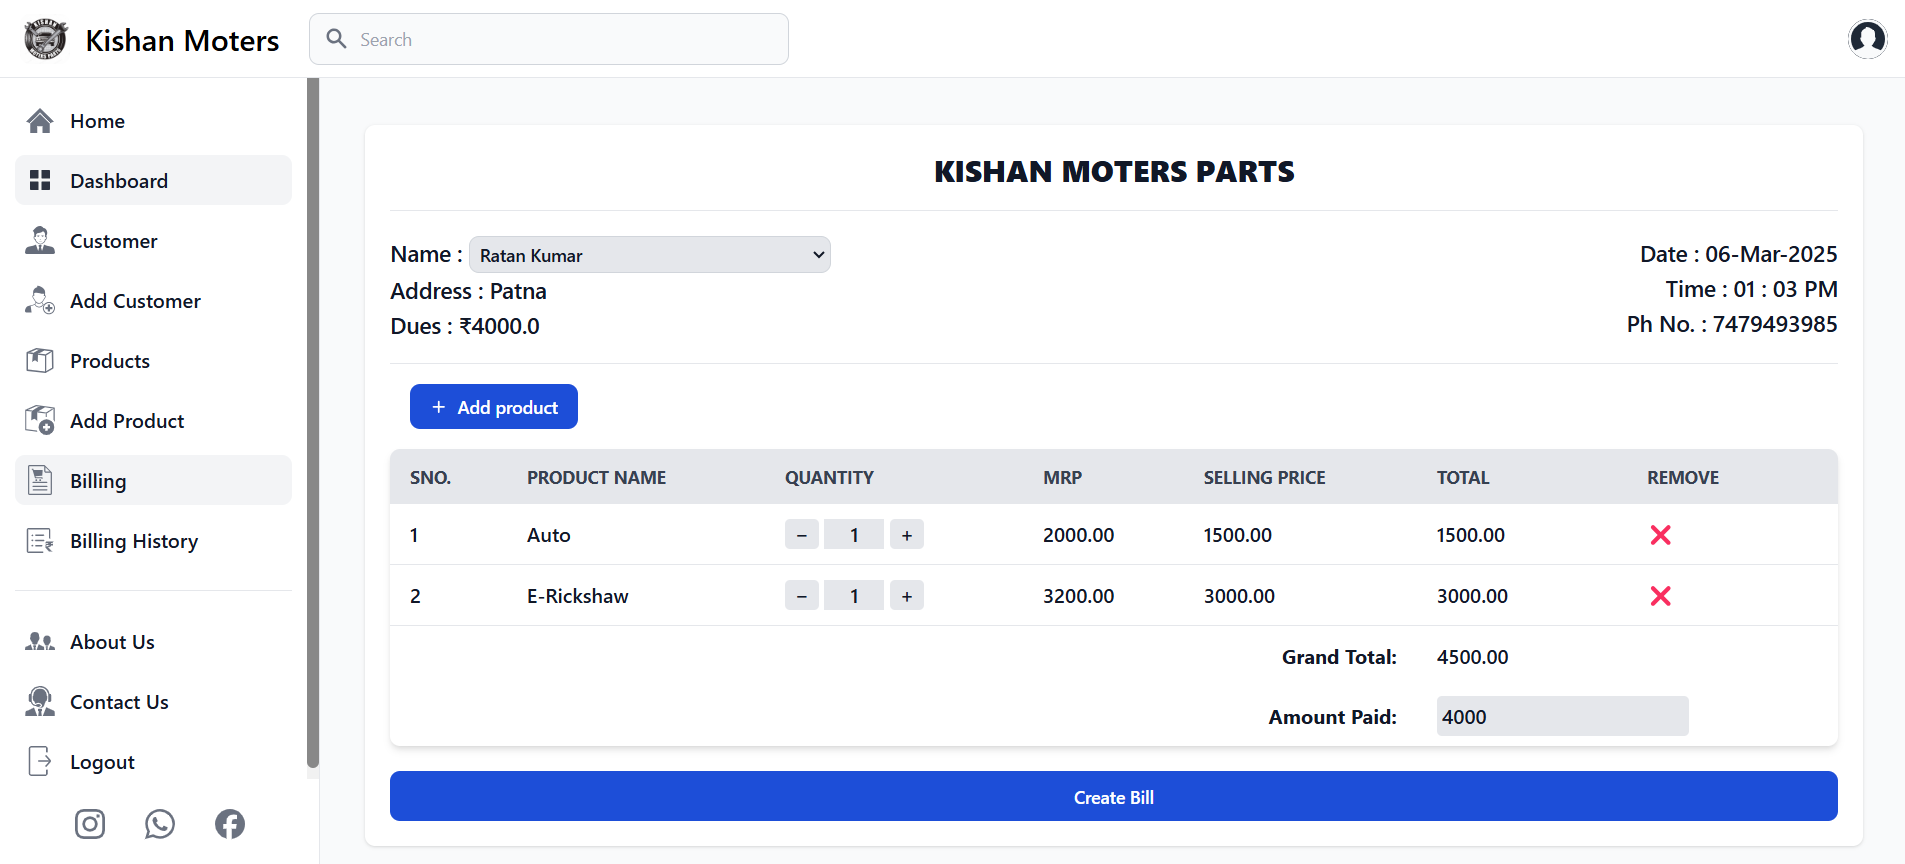 Kishan Moters
Search
Home
Dashboard
Customer
Add Customer
Products
Add Product
Billing
Billing History
About Us
Contact Us
Logout
KISHAN MOTERS PARTS
Name : Ratan Kumar
Address : Patna
Dues : ₹4000.0
Date : 06-Mar-2025
Time : 01 : 03 PM
Ph No. : 7479493985
+ Add product
SNO. PRODUCT NAME QUANTITY MRP SELLING PRICE TOTAL REMOVE
1 Auto − 1 + 2000.00 1500.00 1500.00
2 E-Rickshaw − 1 + 3200.00 3000.00 3000.00
Grand Total: 4500.00
Amount Paid: 4000
Create Bill